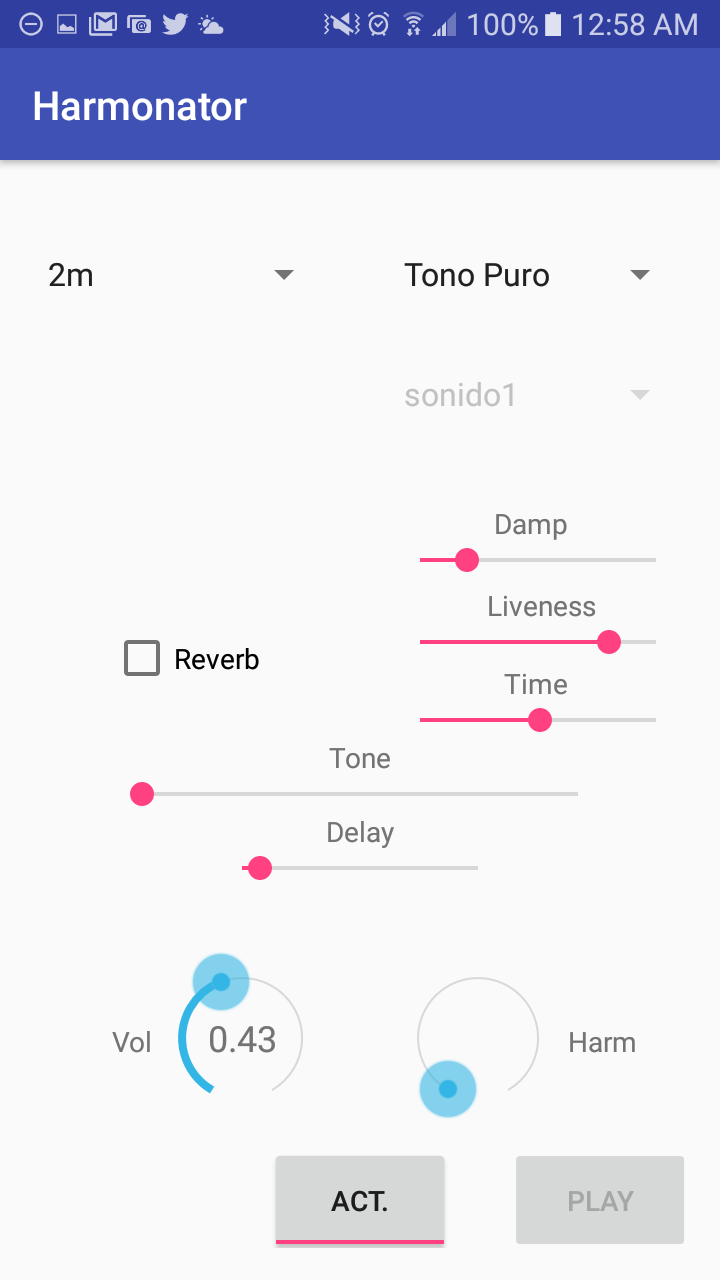 100% 12:58 AM
Harmonator
2m
Tono Puro
sonido1
Damp
Liveness
Reverb
Time
Tone
Delay
Vol
0.43
Harm
ACT.
PLAY